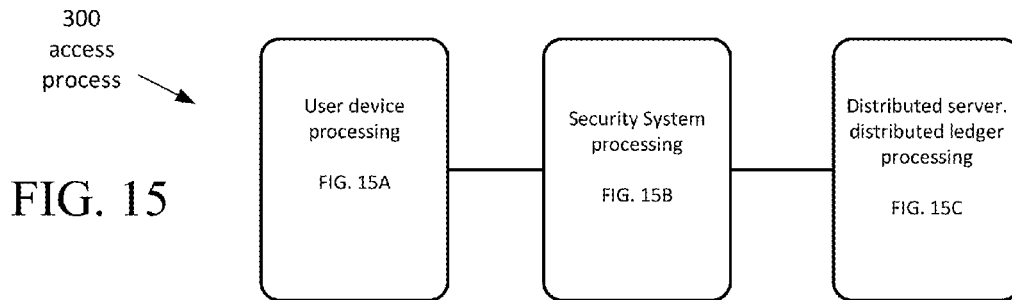 300
access
process
FIG. 15
User device
processing
FIG. 15A
Security System
processing
FIG. 15B
Distributed server.
distributed ledger
processing
FIG. 15C